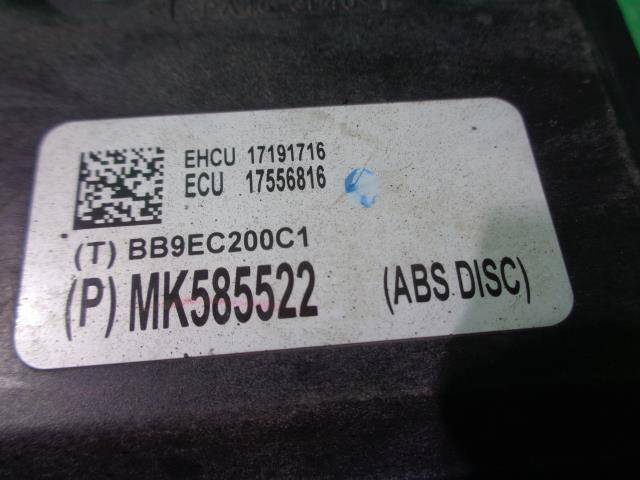 EHCU 17191716
ECU 17556816
(T) BB9EC200C1
(P) MK585522 (ABS DISC)